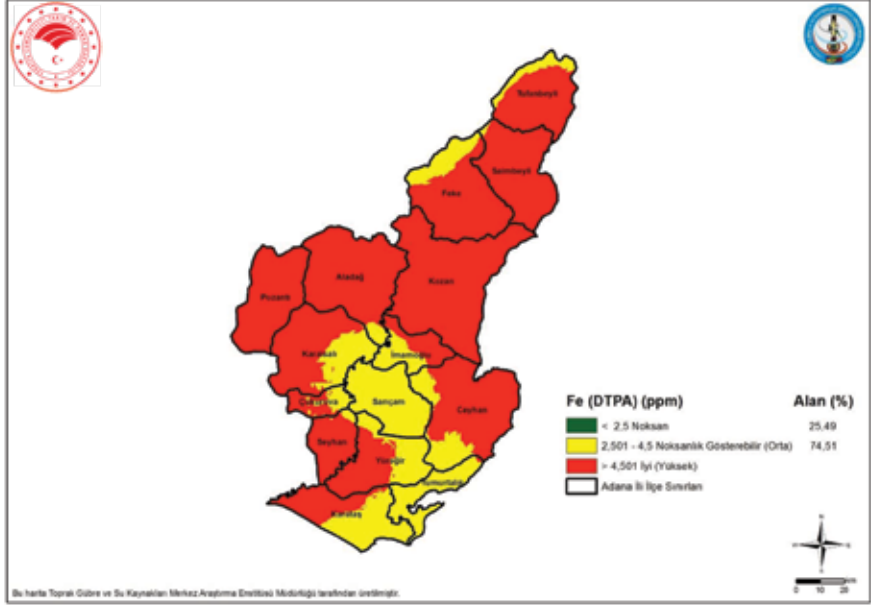 Tufanbeyli
Saimbeyli
Feke
Kozan
Aladağ
Pozantı
Karaisalı
İmamoğlu
Sarıçam
Çukurova
Ceyhan
Seyhan
Yüreğir
Yumurtalık
Karataş
Fe (DTPA) (ppm) Alan (%)
< 2,5 Noksan 25,49
2,501 - 4,5 Noksanlık Gösterebilir (Orta) 74,51
> 4,501 İyi (Yüksek)
Adana İli İlçe Sınırları
0 10 20 km
Bu harita Toprak Gübre ve Su Kaynakları Merkez Araştırma Enstitüsü Müdürlüğü tarafından üretilmiştir.